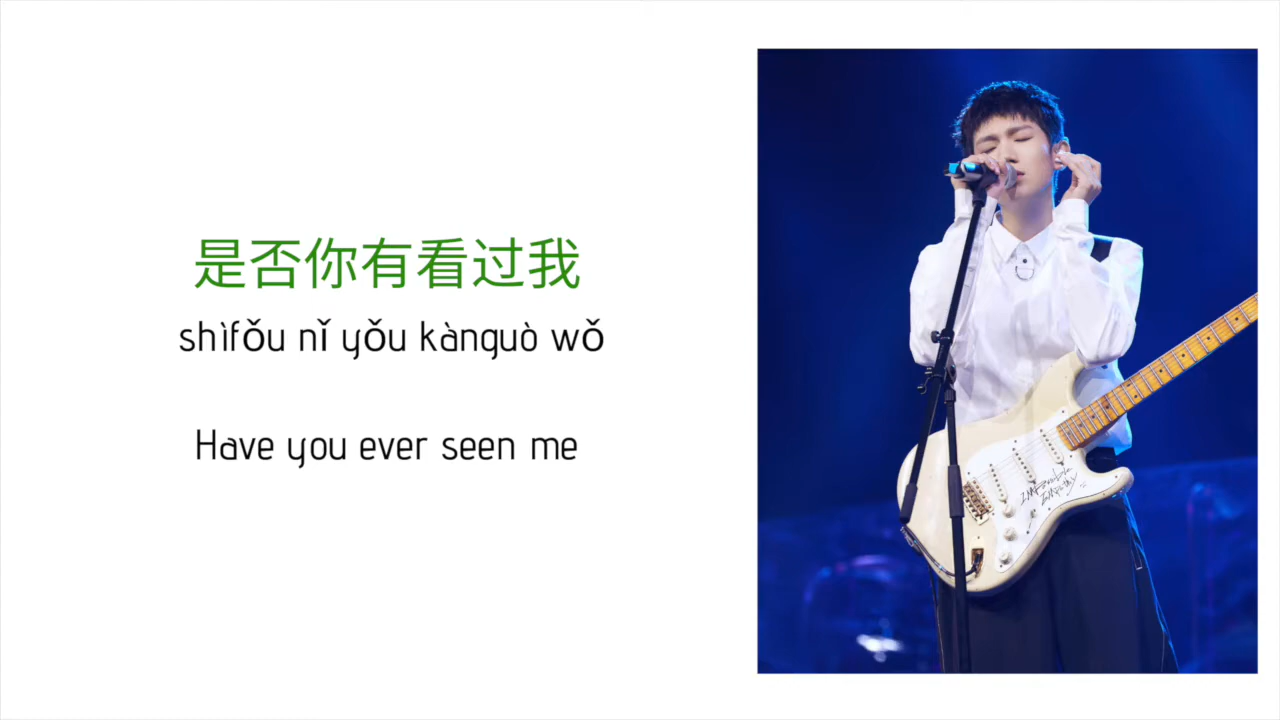 是否你有看过我
shìfǒu nǐ yǒu kànguò wǒ
Have you ever seen me